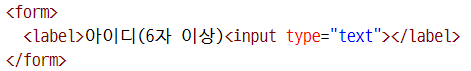 <form>
<label>아이디(6자 이상)<input type="text"></label>
</form>